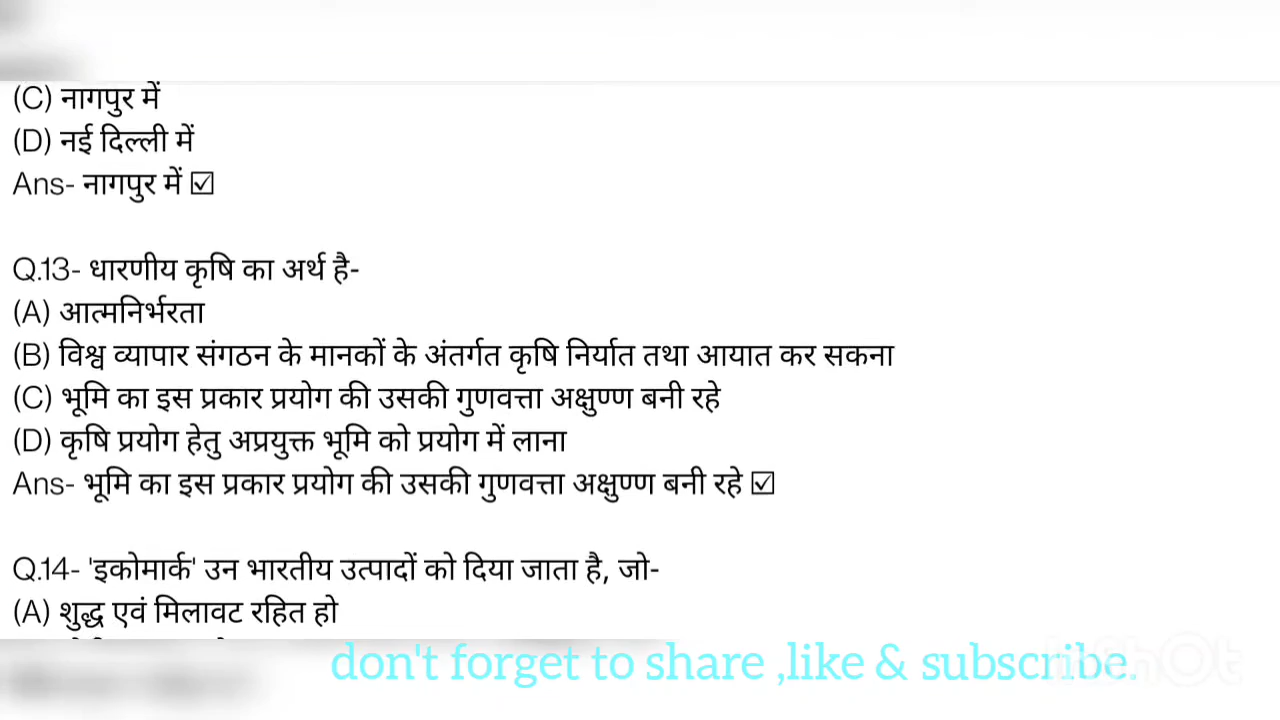 (C) नागपुर में
(D) नई दिल्ली में
Ans- नागपुर में ☑
Q.13- धारणीय कृषि का अर्थ है-
(A) आत्मनिर्भरता
(B) विश्व व्यापार संगठन के मानकों के अंतर्गत कृषि निर्यात तथा आयात कर सकना
(C) भूमि का इस प्रकार प्रयोग की उसकी गुणवत्ता अक्षुण्ण बनी रहे
(D) कृषि प्रयोग हेतु अप्रयुक्त भूमि को प्रयोग में लाना
Ans- भूमि का इस प्रकार प्रयोग की उसकी गुणवत्ता अक्षुण्ण बनी रहे ☑
Q.14- 'इकोमार्क' उन भारतीय उत्पादों को दिया जाता है, जो-
(A) शुद्ध एवं मिलावट रहित हो
don't forget to share ,like & subscribe.